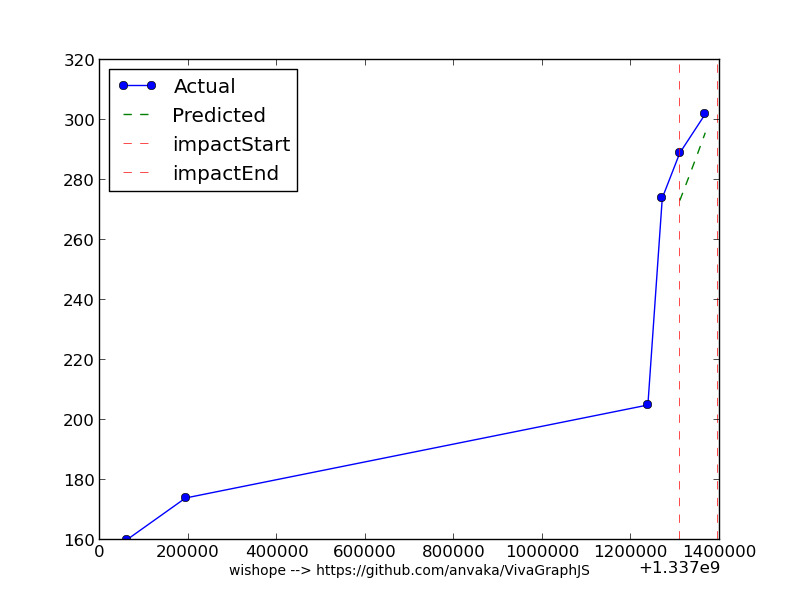 320
300
280
260
240
220
200
180
160
Actual
Predicted
impactStart
impactEnd
0 200000 400000 600000 800000 1000000 1200000 1400000
+1.337e9
wishope --> https://github.com/anvaka/VivaGraphJS